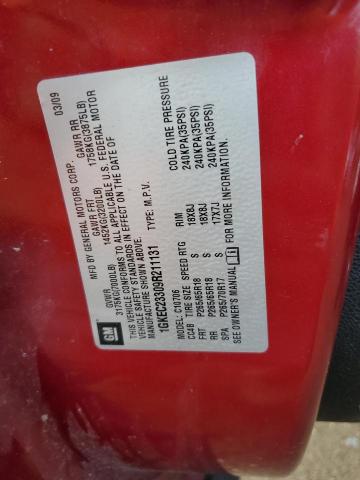 GM
MFD BY GENERAL MOTORS CORP. 03/09
GVWR GAWR FRT GAWR RR
3175KG(7000LB) 1452KG(3200LB) 1758KG(3875LB)
THIS VEHICLE CONFORMS TO ALL APPLICABLE U.S. FEDERAL MOTOR
VEHICLE SAFETY STANDARDS IN EFFECT ON THE DATE OF
MANUFACTURE SHOWN ABOVE.
1GKEC23309R211131 TYPE: M.P.V.
MODEL: C10706
CC4B TIRE SIZE SPEED RTG RIM COLD TIRE PRESSURE
FRT P265/65R18 S 18X8J 240KPA(35PSI)
RR P265/65R18 S 18X8J 240KPA(35PSI)
SPA P265/70R17 S 17X7J 240KPA(35PSI)
SEE OWNER'S MANUAL FOR MORE INFORMATION.